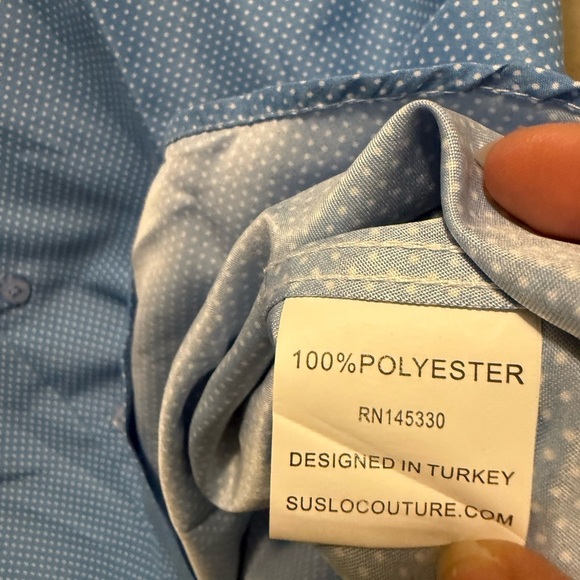 100%POLYESTER
RN145330
DESIGNED IN TURKEY
SUSLOCOUTURE.COM